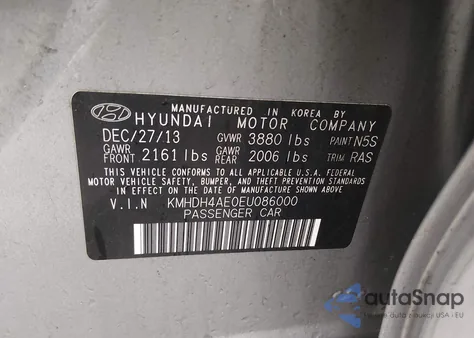 MANUFACTURED IN KOREA BY
HYUNDAI MOTOR COMPANY
DEC/27/13 GVWR 3880 lbs PAINT N5S
GAWR FRONT 2161 lbs GAWR REAR 2006 lbs TRIM RAS
THIS VEHICLE CONFORMS TO ALL APPLICABLE U.S.A. FEDERAL
MOTOR VEHICLE SAFETY, BUMPER, AND THEFT PREVENTION STANDARDS
IN EFFECT ON THE DATE OF MANUFACTURE SHOWN ABOVE.
V.I.N KMHDH4AE0EU086000
PASSENGER CAR
autaSnap